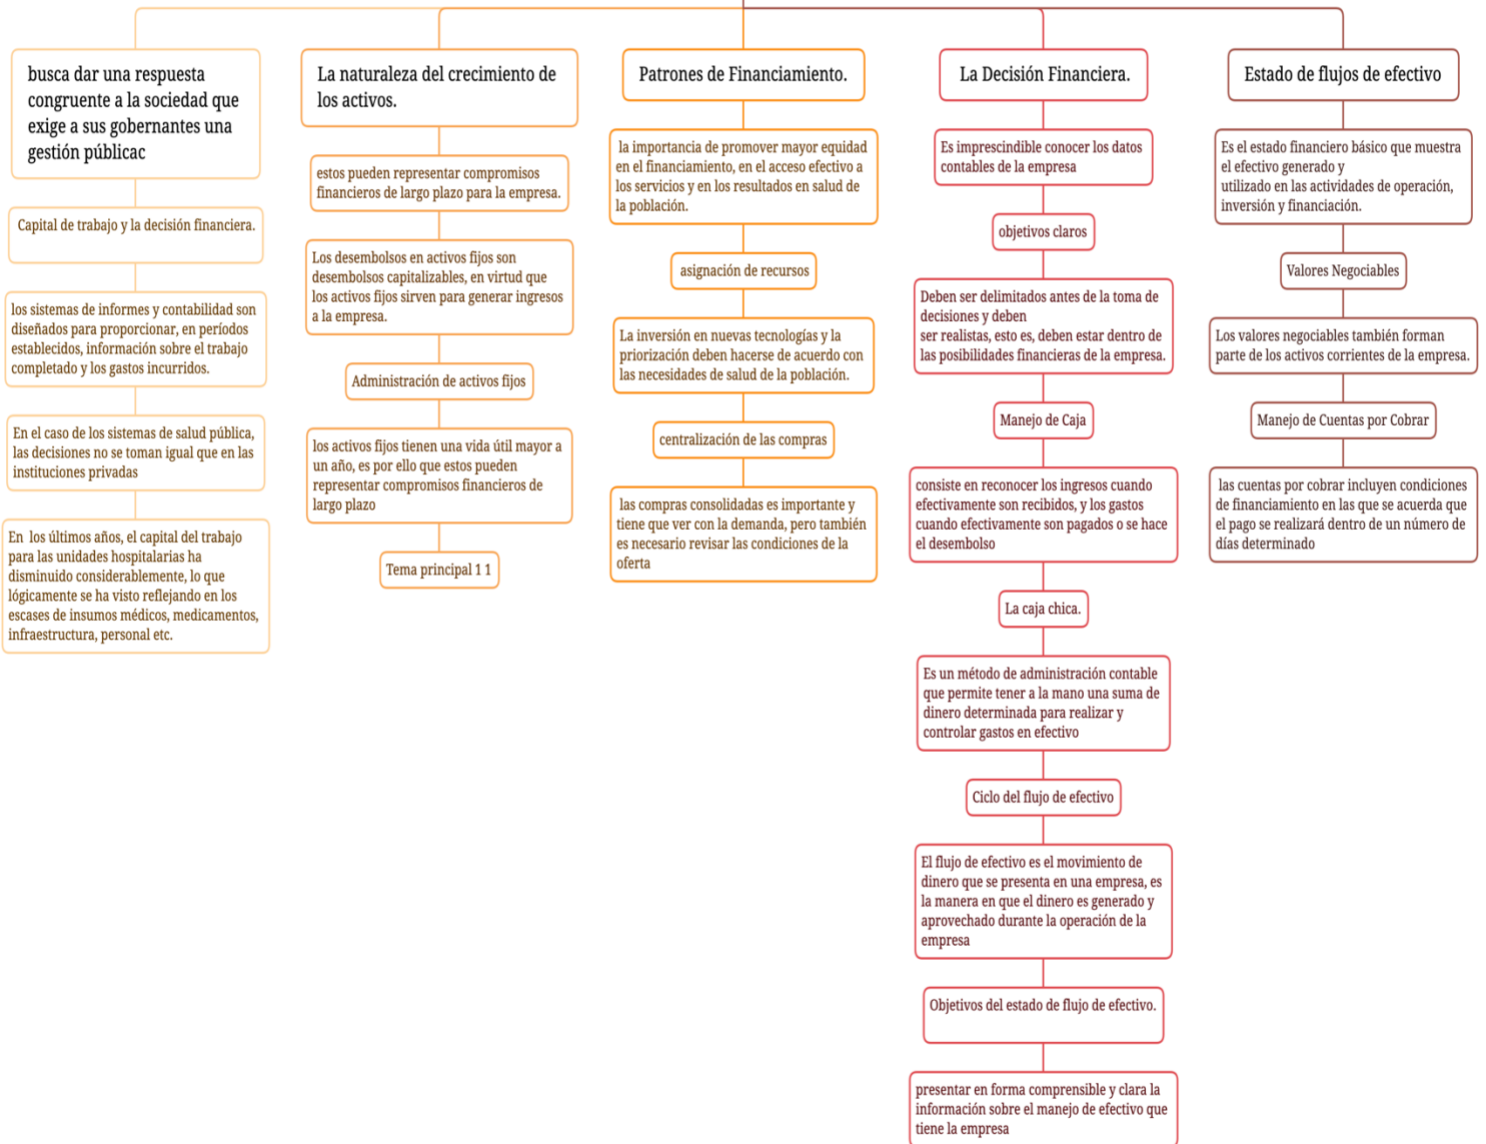 busca dar una respuesta
congruente a la sociedad que
exige a sus gobernantes una
gestión públicac
Capital de trabajo y la decisión financiera.
los sistemas de informes y contabilidad son
diseñados para proporcionar, en períodos
establecidos, información sobre el trabajo
completado y los gastos incurridos.
En el caso de los sistemas de salud pública,
las decisiones no se toman igual que en las
instituciones privadas
En los últimos años, el capital del trabajo
para las unidades hospitalarias ha
disminuido considerablemente, lo que
lógicamente se ha visto reflejando en los
escases de insumos médicos, medicamentos,
infraestructura, personal etc.
La naturaleza del crecimiento de
los activos.
estos pueden representar compromisos
financieros de largo plazo para la empresa.
Los desembolsos en activos fijos son
desembolsos capitalizables, en virtud que
los activos fijos sirven para generar ingresos
a la empresa.
Administración de activos fijos
los activos fijos tienen una vida útil mayor a
un año, es por ello que estos pueden
representar compromisos financieros de
largo plazo
Tema principal 1 1
Patrones de Financiamiento.
la importancia de promover mayor equidad
en el financiamiento, en el acceso efectivo a
los servicios y en los resultados en salud de
la población.
asignación de recursos
La inversión en nuevas tecnologías y la
priorización deben hacerse de acuerdo con
las necesidades de salud de la población.
centralización de las compras
las compras consolidadas es importante y
tiene que ver con la demanda, pero también
es necesario revisar las condiciones de la
oferta
La Decisión Financiera.
Es imprescindible conocer los datos
contables de la empresa
objetivos claros
Deben ser delimitados antes de la toma de
decisiones y deben
ser realistas, esto es, deben estar dentro de
las posibilidades financieras de la empresa.
Manejo de Caja
consiste en reconocer los ingresos cuando
efectivamente son recibidos, y los gastos
cuando efectivamente son pagados o se hace
el desembolso
La caja chica.
Es un método de administración contable
que permite tener a la mano una suma de
dinero determinada para realizar y
controlar gastos en efectivo
Ciclo del flujo de efectivo
El flujo de efectivo es el movimiento de
dinero que se presenta en una empresa, es
la manera en que el dinero es generado y
aprovechado durante la operación de la
empresa
Objetivos del estado de flujo de efectivo.
presentar en forma comprensible y clara la
información sobre el manejo de efectivo que
tiene la empresa
Estado de flujos de efectivo
Es el estado financiero básico que muestra
el efectivo generado y
utilizado en las actividades de operación,
inversión y financiación.
Valores Negociables
Los valores negociables también forman
parte de los activos corrientes de la empresa.
Manejo de Cuentas por Cobrar
las cuentas por cobrar incluyen condiciones
de financiamiento en las que se acuerda que
el pago se realizará dentro de un número de
días determinado